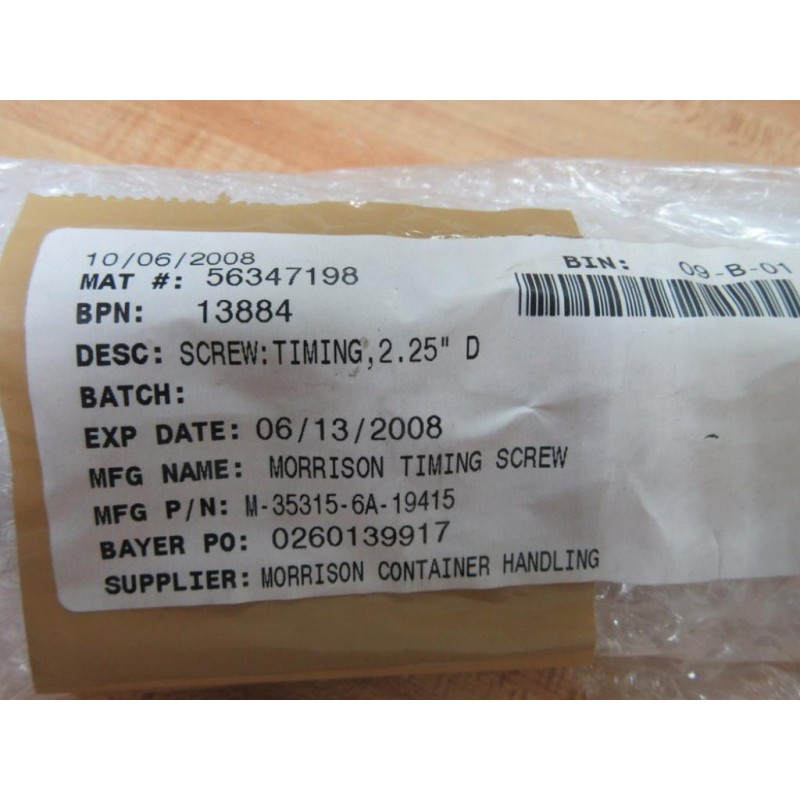 10/06/2008
BIN: 09-B-01
MAT #: 56347198
BPN: 13884
DESC: SCREW:TIMING,2.25" D
BATCH:
EXP DATE: 06/13/2008
MFG NAME: MORRISON TIMING SCREW
MFG P/N: M-35315-6A-19415
BAYER PO: 0260139917
SUPPLIER: MORRISON CONTAINER HANDLING